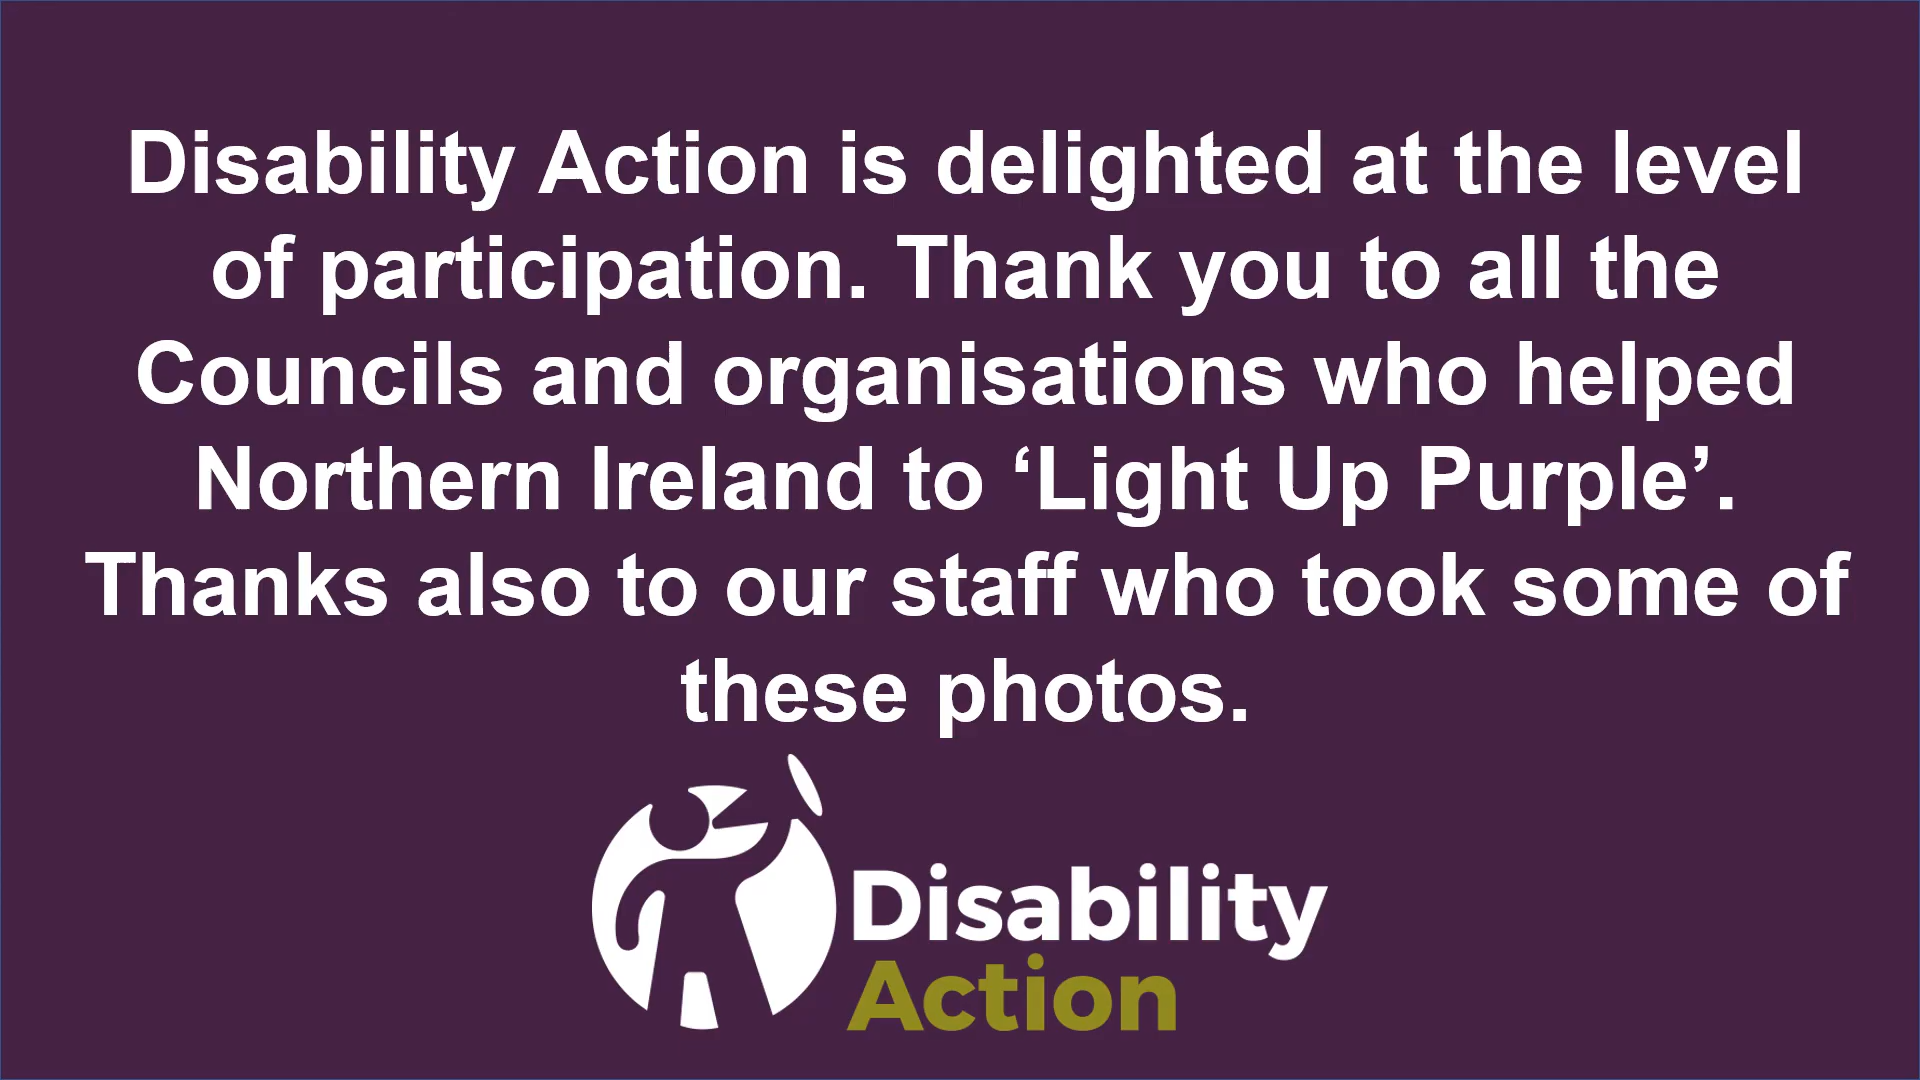 Disability Action is delighted at the level
of participation. Thank you to all the
Councils and organisations who helped
Northern Ireland to ‘Light Up Purple’.
Thanks also to our staff who took some of
these photos.
Disability
Action